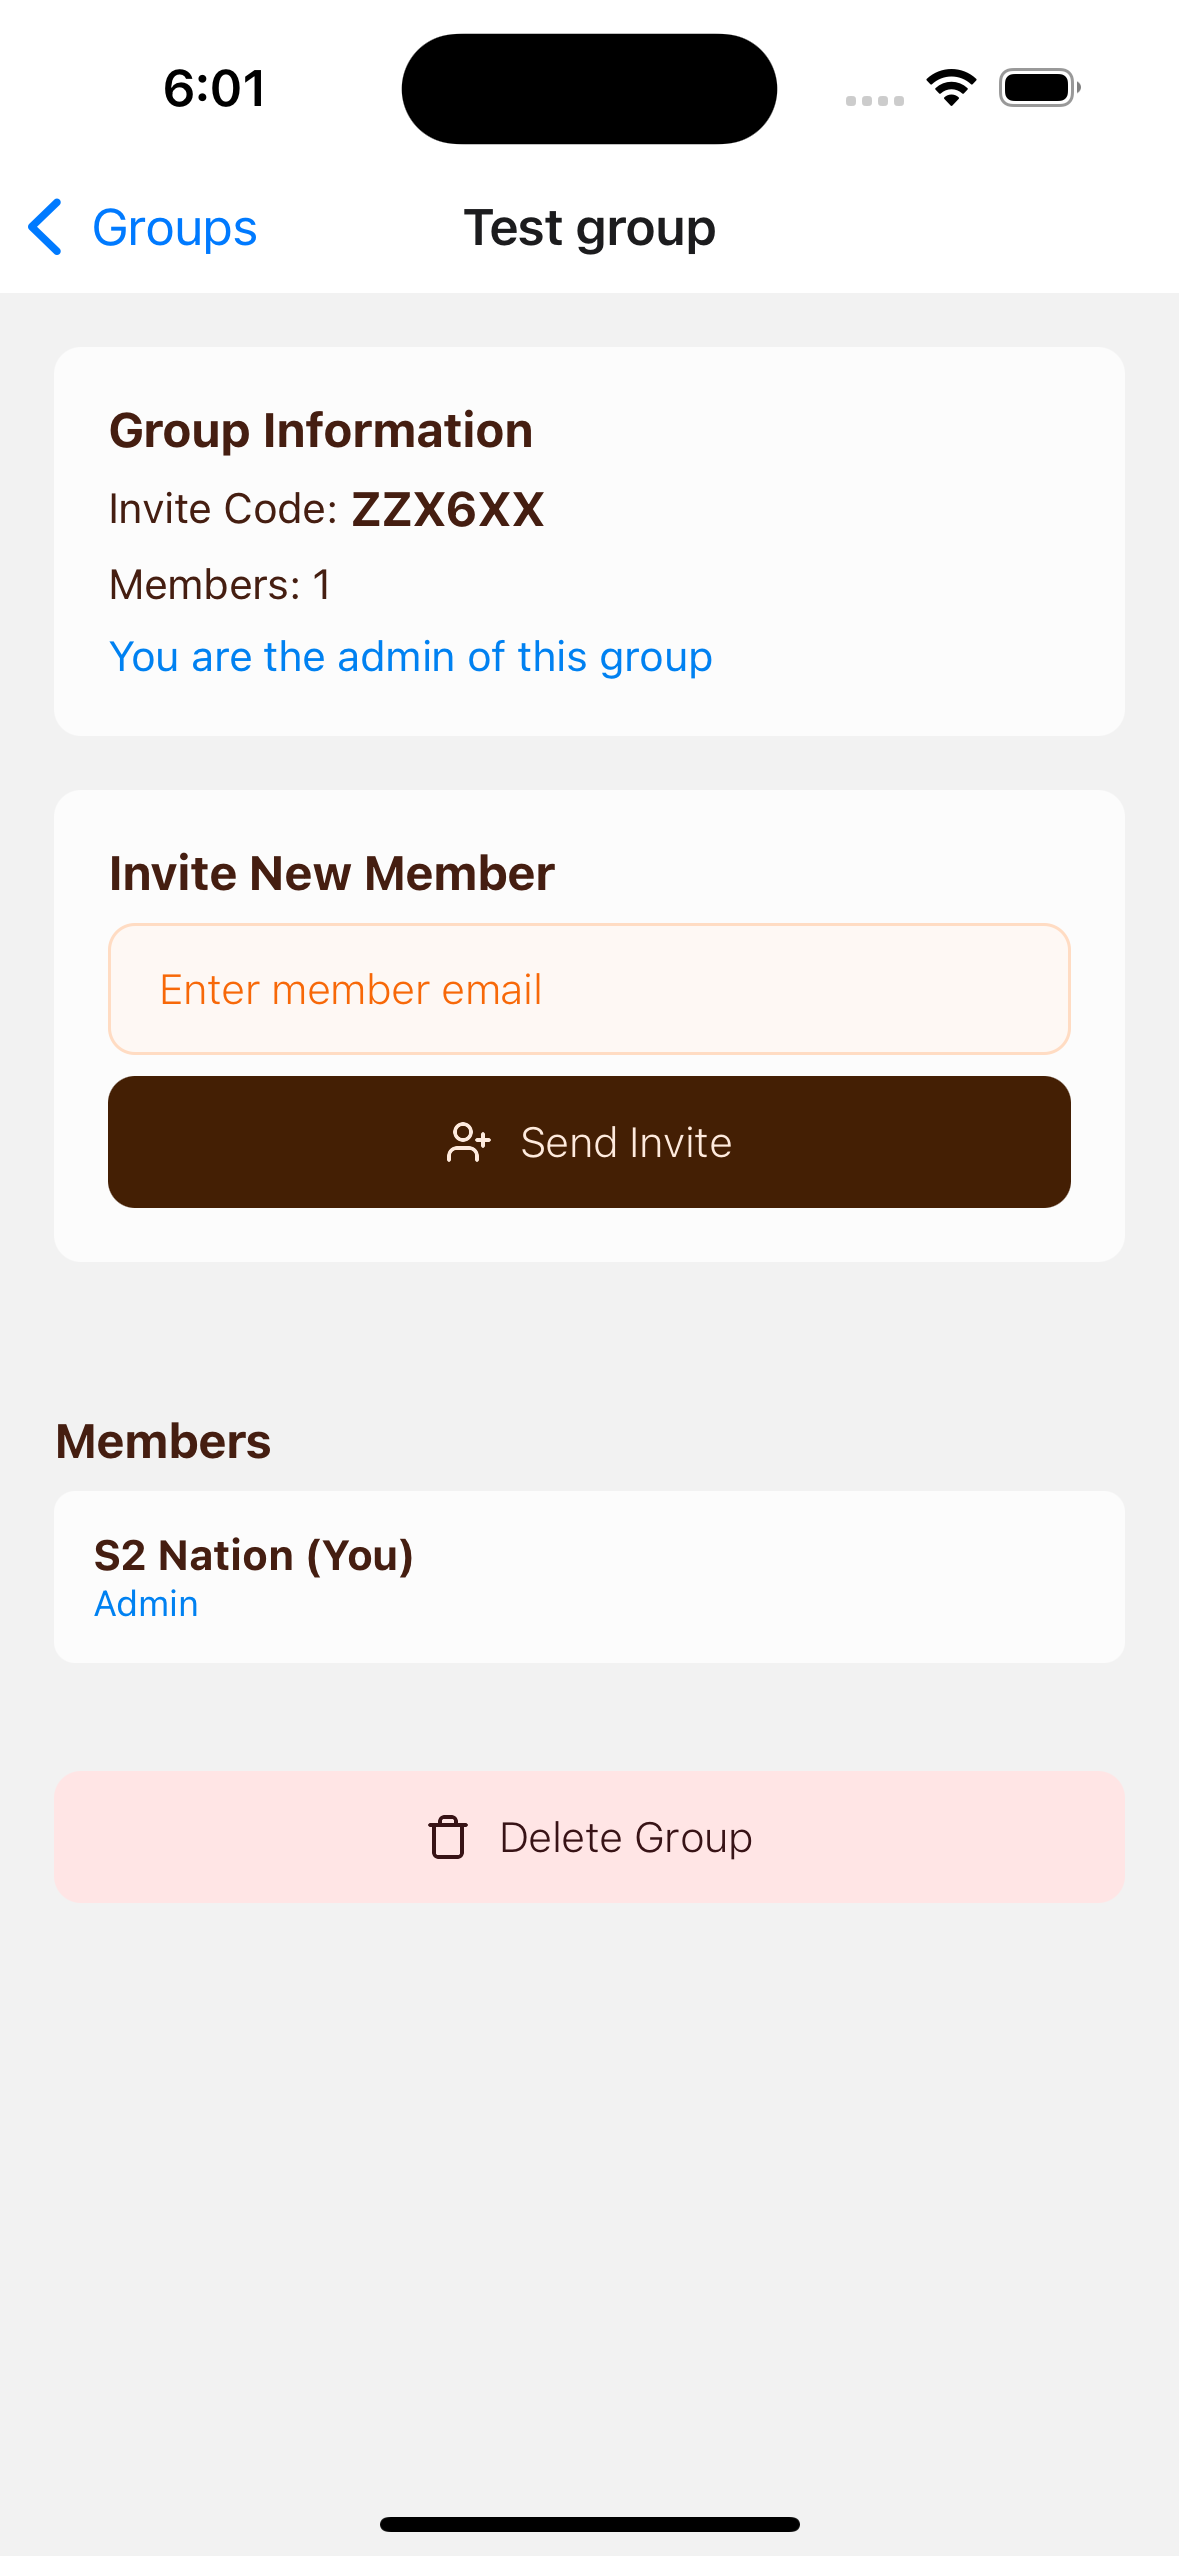 6:01
Groups
Test group
Group Information
Invite Code: ZZX6XX
Members: 1
You are the admin of this group
Invite New Member
Enter member email
Send Invite
Members
S2 Nation (You)
Admin
Delete Group